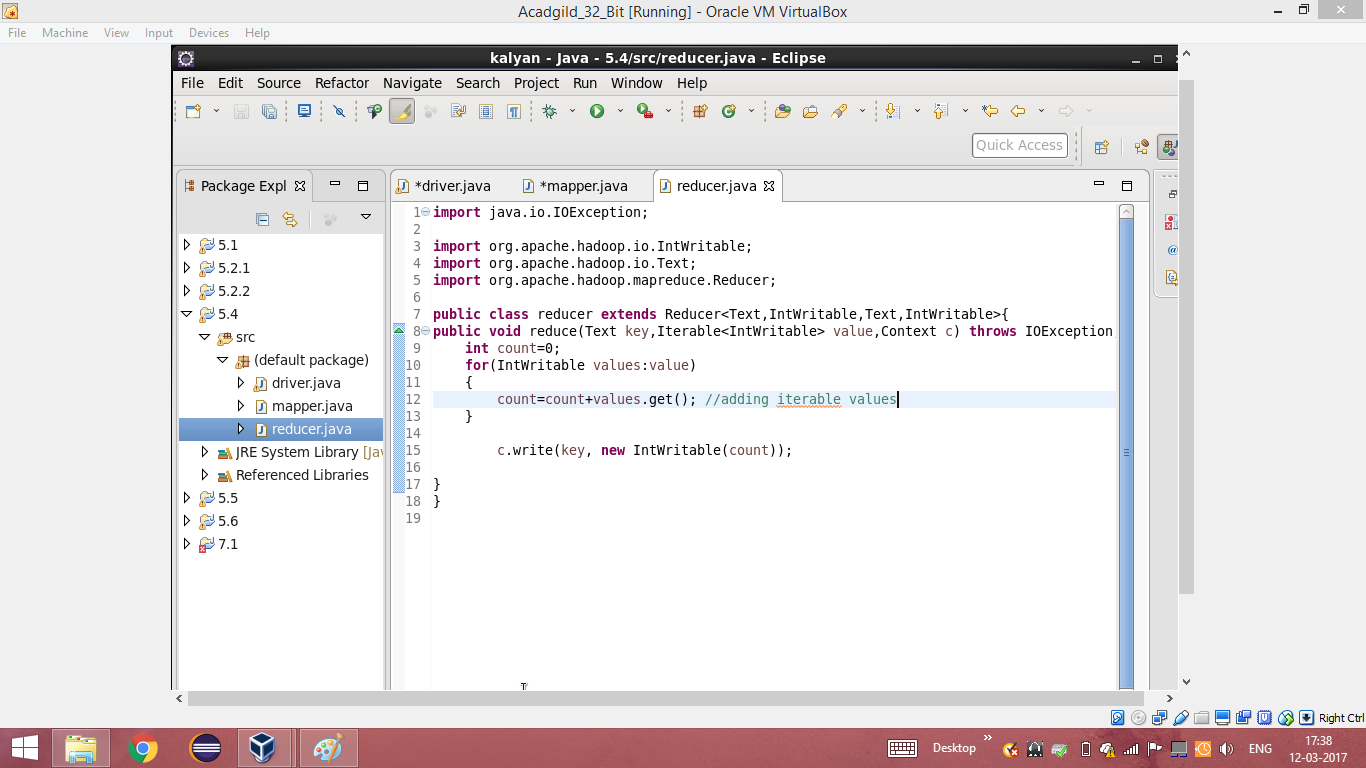 Acadgild_32_Bit [Running] - Oracle VM VirtualBox
File Machine View Input Devices Help
kalyan - Java - 5.4/src/reducer.java - Eclipse
File Edit Source Refactor Navigate Search Project Run Window Help
Quick Access
Package Expl
*driver.java *mapper.java reducer.java
5.1
5.2.1
5.2.2
5.4
src
(default package)
driver.java
mapper.java
reducer.java
JRE System Library [Jav
Referenced Libraries
5.5
5.6
7.1
1 import java.io.IOException;
2
3 import org.apache.hadoop.io.IntWritable;
4 import org.apache.hadoop.io.Text;
5 import org.apache.hadoop.mapreduce.Reducer;
6
7 public class reducer extends Reducer<Text,IntWritable,Text,IntWritable>{
8 public void reduce(Text key,Iterable<IntWritable> value,Context c) throws IOException
9 int count=0;
10 for(IntWritable values:value)
11 {
12 count=count+values.get(); //adding iterable values
13 }
14
15 c.write(key, new IntWritable(count));
16
17 }
18 }
19
Right Ctrl
Desktop
ENG
17:38
12-03-2017